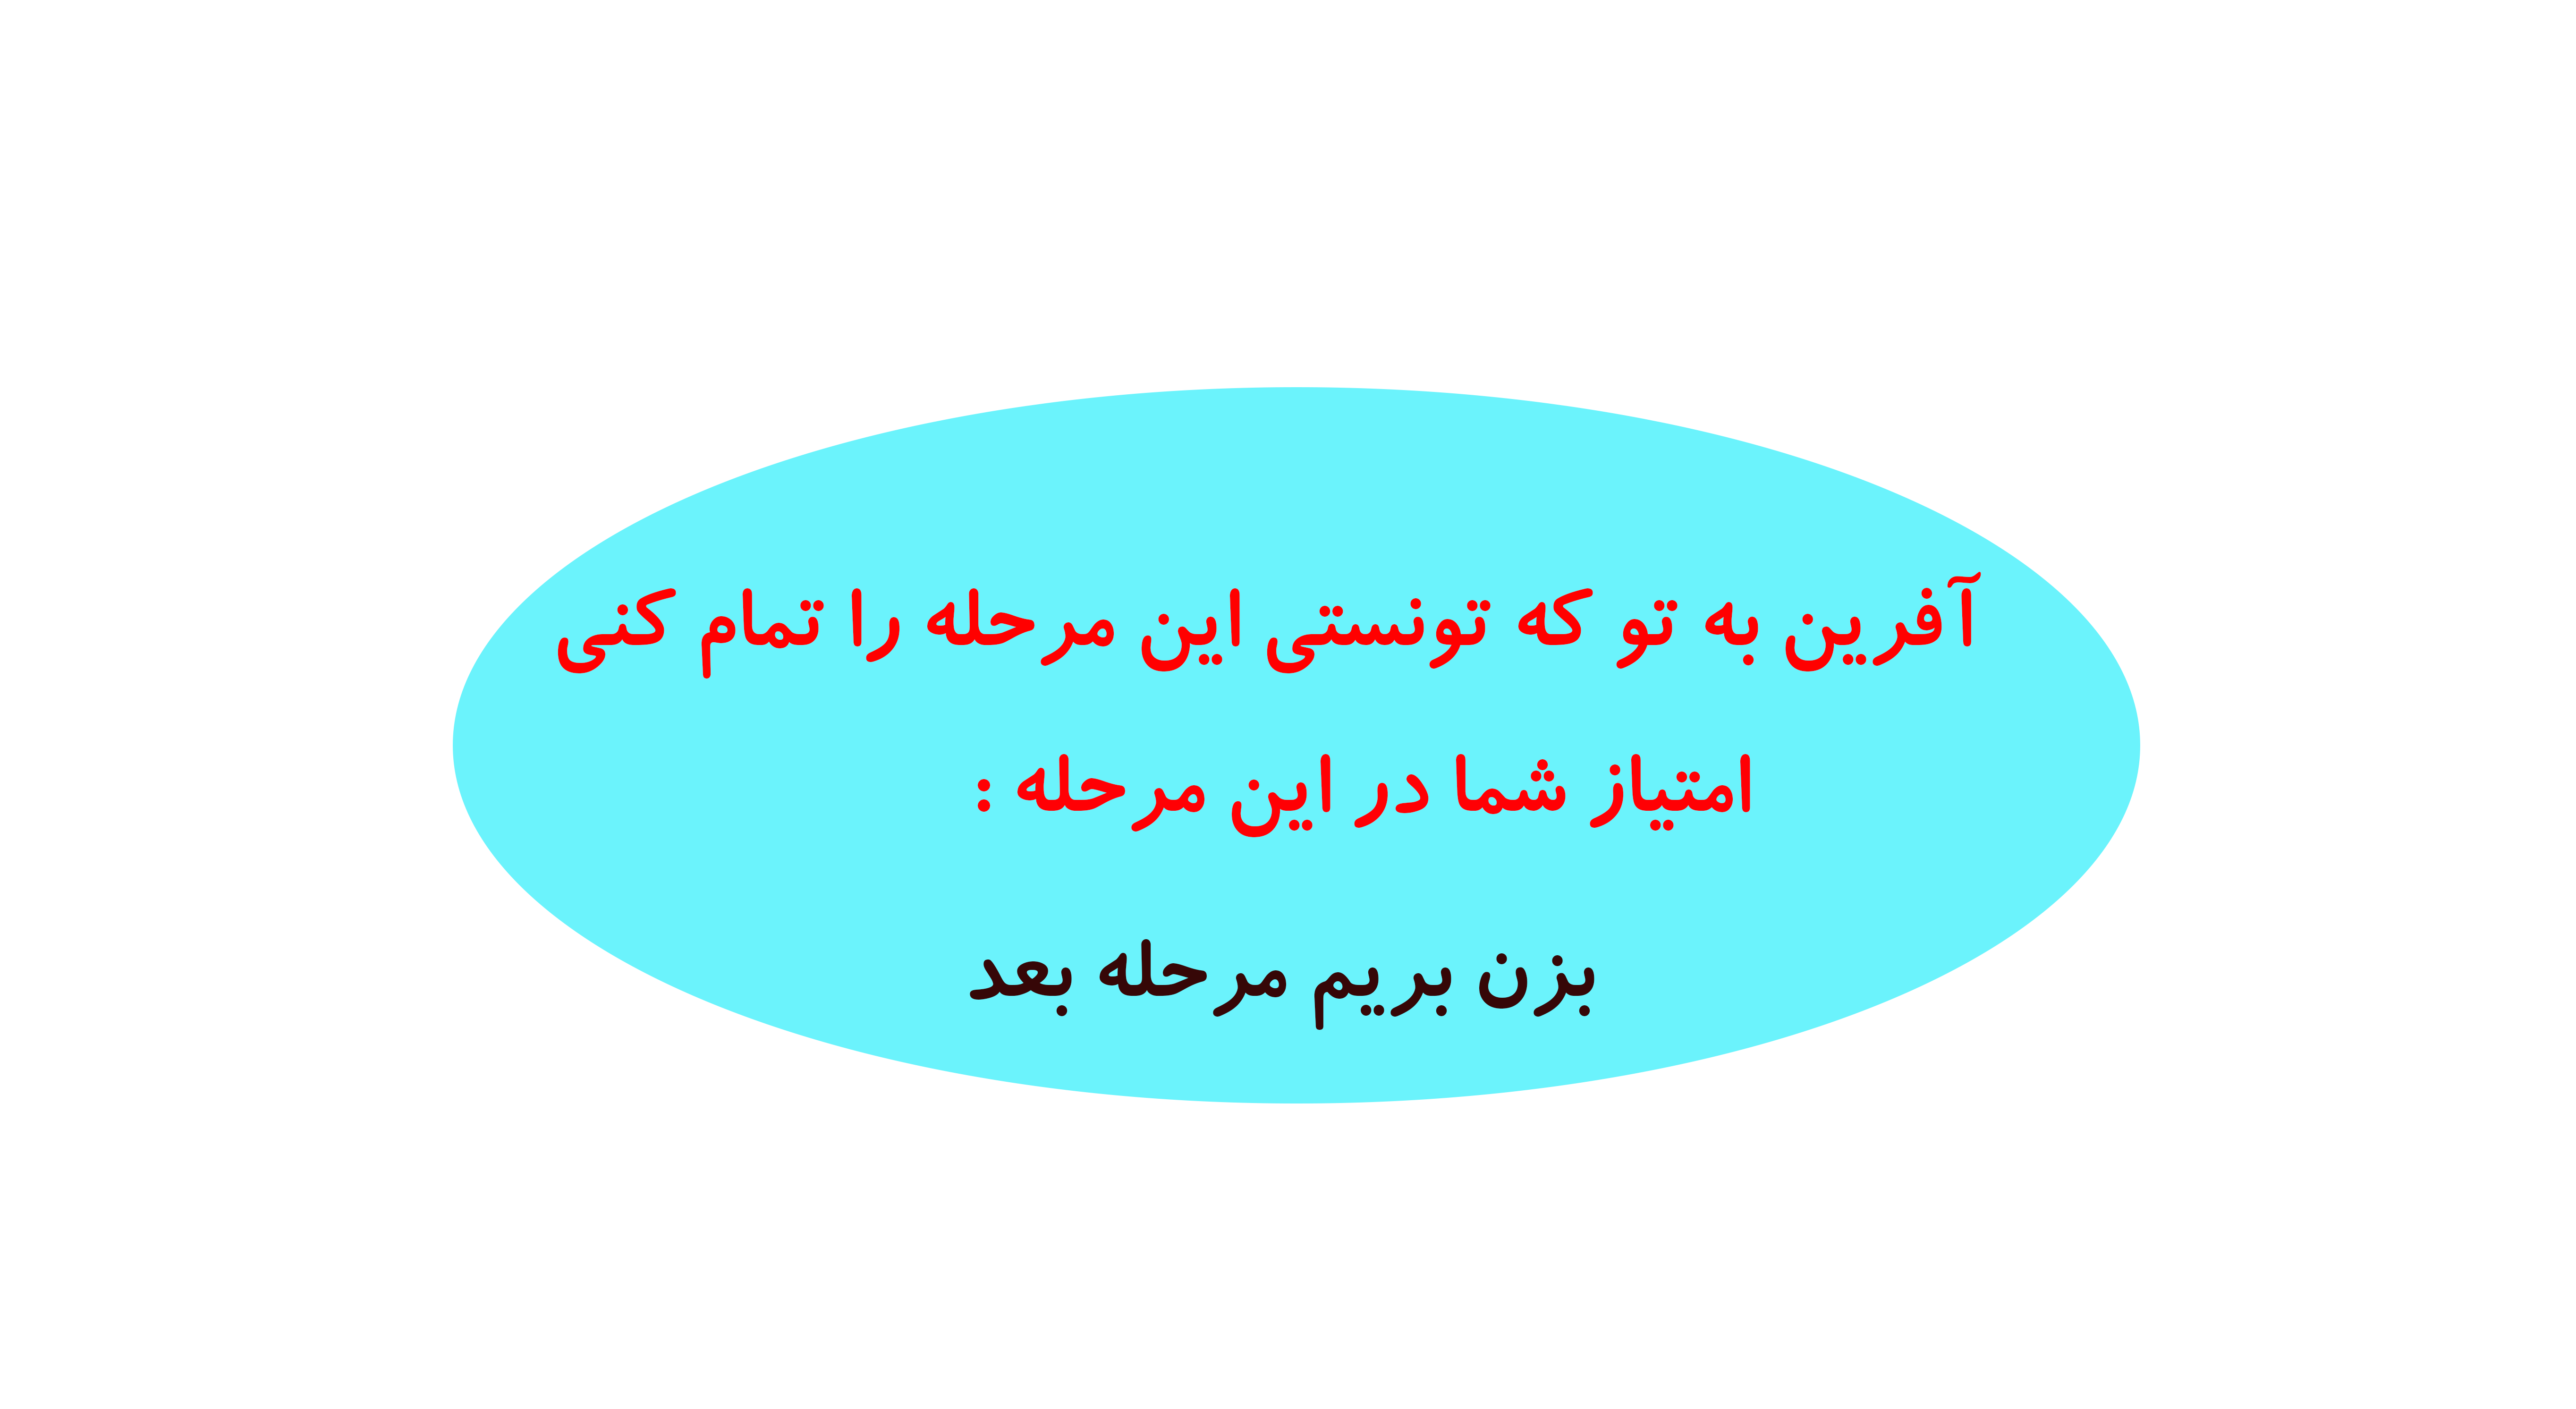 آفرین به تو که تونستی این مرحله را تمام کنی
امتیاز شما در این مرحله :
بزن بریم مرحله بعد